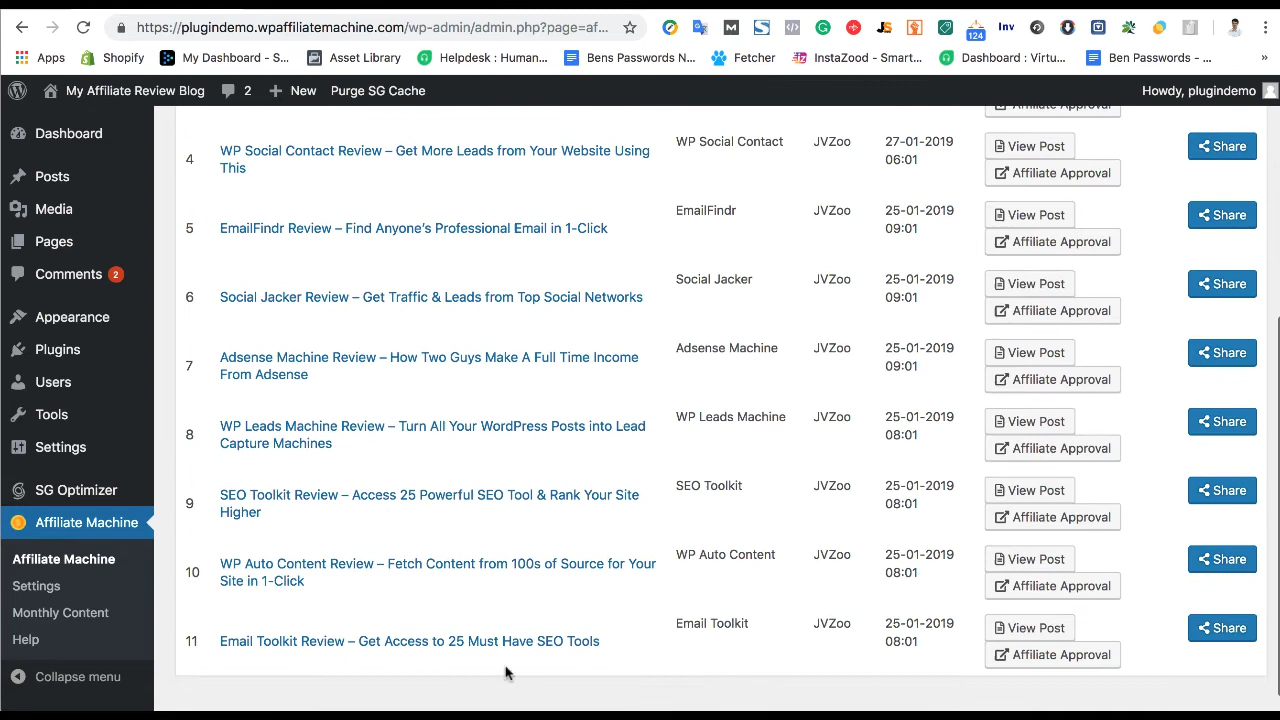 https://plugindemo.wpaffiliatemachine.com/wp-admin/admin.php?page=af...
124
Inv
Apps
Shopify
My Dashboard - S...
Asset Library
Helpdesk : Human...
Bens Passwords N...
Fetcher
InstaZood - Smart...
Dashboard : Virtu...
Ben Passwords - ...
»
My Affiliate Review Blog
2
New
Purge SG Cache
Howdy, plugindemo
Dashboard
Posts
Media
Pages
Comments 2
Appearance
Plugins
Users
Tools
Settings
SG Optimizer
Affiliate Machine
Affiliate Machine
Settings
Monthly Content
Help
Collapse menu
Affiliate Approval
4
WP Social Contact Review – Get More Leads from Your Website Using
This
WP Social Contact
JVZoo
27-01-2019
06:01
View Post
Affiliate Approval
Share
5
EmailFindr Review – Find Anyone's Professional Email in 1-Click
EmailFindr
JVZoo
25-01-2019
09:01
View Post
Affiliate Approval
Share
6
Social Jacker Review – Get Traffic & Leads from Top Social Networks
Social Jacker
JVZoo
25-01-2019
09:01
View Post
Affiliate Approval
Share
7
Adsense Machine Review – How Two Guys Make A Full Time Income
From Adsense
Adsense Machine
JVZoo
25-01-2019
09:01
View Post
Affiliate Approval
Share
8
WP Leads Machine Review – Turn All Your WordPress Posts into Lead
Capture Machines
WP Leads Machine
JVZoo
25-01-2019
08:01
View Post
Affiliate Approval
Share
9
SEO Toolkit Review – Access 25 Powerful SEO Tool & Rank Your Site
Higher
SEO Toolkit
JVZoo
25-01-2019
08:01
View Post
Affiliate Approval
Share
10
WP Auto Content Review – Fetch Content from 100s of Source for Your
Site in 1-Click
WP Auto Content
JVZoo
25-01-2019
08:01
View Post
Affiliate Approval
Share
11
Email Toolkit Review – Get Access to 25 Must Have SEO Tools
Email Toolkit
JVZoo
25-01-2019
08:01
View Post
Affiliate Approval
Share